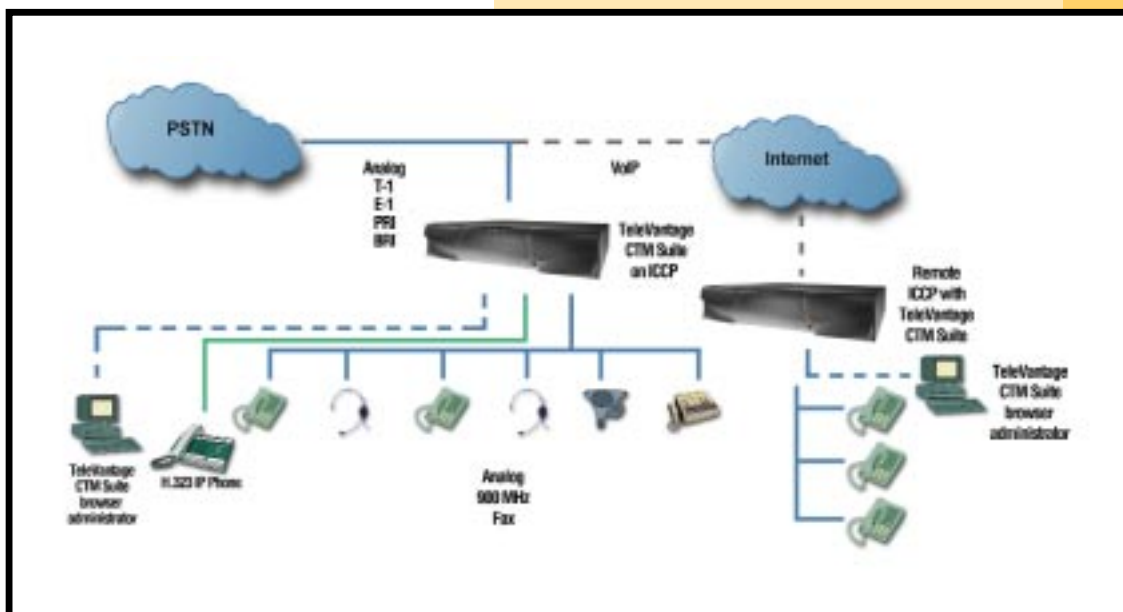 PSTN
Internet
VoIP
Analog
T-1
E-1
PRI
BRI
TeleVantage
CTM Suite
on ICCP
Remote
ICCP with
TeleVantage
CTM Suite
TeleVantage
CTM Suite
browser
administrator
TeleVantage
CTM Suite
browser
administrator
H.323 IP Phone
Analog
900 MHz
Fax